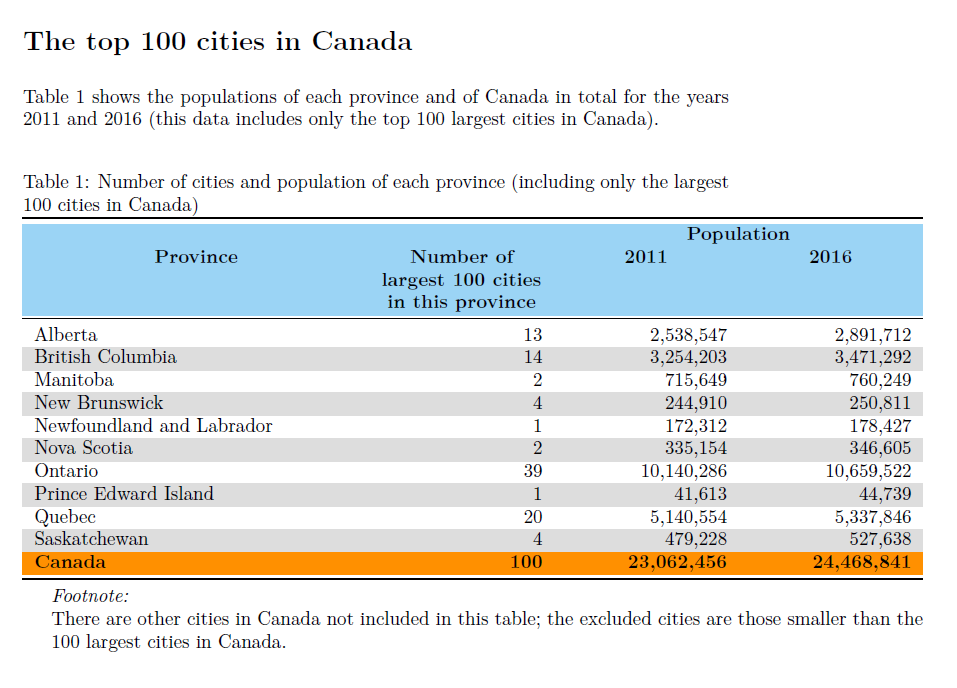 The top 100 cities in Canada
Table 1 shows the populations of each province and of Canada in total for the years
2011 and 2016 (this data includes only the top 100 largest cities in Canada).
Table 1: Number of cities and population of each province (including only the largest
100 cities in Canada)
Population
Province Number of 2011 2016
largest 100 cities
in this province
Alberta 13 2,538,547 2,891,712
British Columbia 14 3,254,203 3,471,292
Manitoba 2 715,649 760,249
New Brunswick 4 244,910 250,811
Newfoundland and Labrador 1 172,312 178,427
Nova Scotia 2 335,154 346,605
Ontario 39 10,140,286 10,659,522
Prince Edward Island 1 41,613 44,739
Quebec 20 5,140,554 5,337,846
Saskatchewan 4 479,228 527,638
Canada 100 23,062,456 24,468,841
Footnote:
There are other cities in Canada not included in this table; the excluded cities are those smaller than the
100 largest cities in Canada.